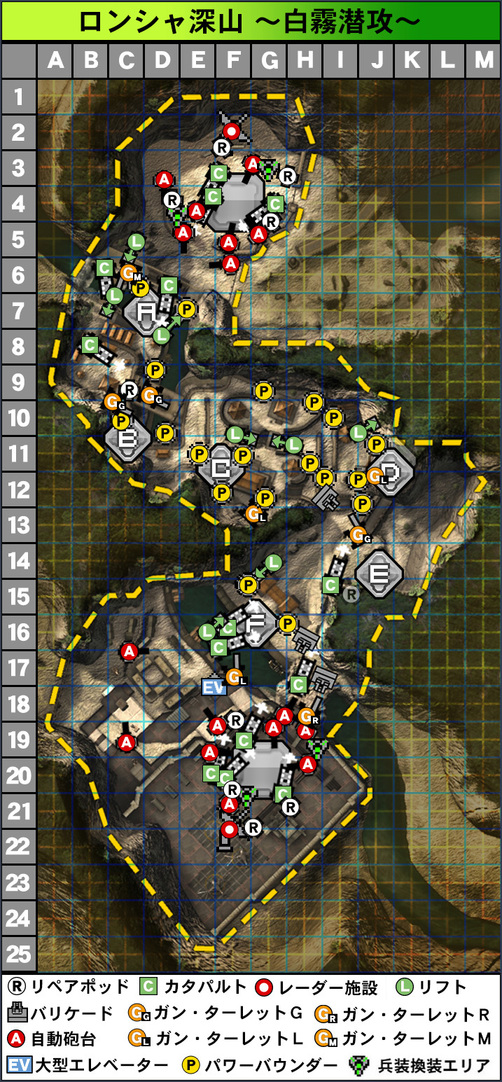 ロンシャ深山 ～白霧潜攻～
A B C D E F G H I J K L M
1
2
R
3
A R
A C
R C C
4
A R
5
A A A
L
A
6
C G M
P C
L
7
A P
L
8
C
P
9
R P
G G G G P
10
P P
B P L L L P
11
P C P P D
P P G L
12
P P P
G L
13
G G
14
L E
P C R
15
16
L C F P
C
17
A G L
EV C
18
R A G R
A A
19
A A C A
20
C C A
R C
21
A R
22
R
23
24
25
R リペアポッド C カタパルト レーダー施設 L リフト
バリケード G G ガン・ターレットG G R ガン・ターレットR
A 自動砲台 G L ガン・ターレットL G M ガン・ターレットM
EV 大型エレベーター P パワーバウンダー 兵装換装エリア